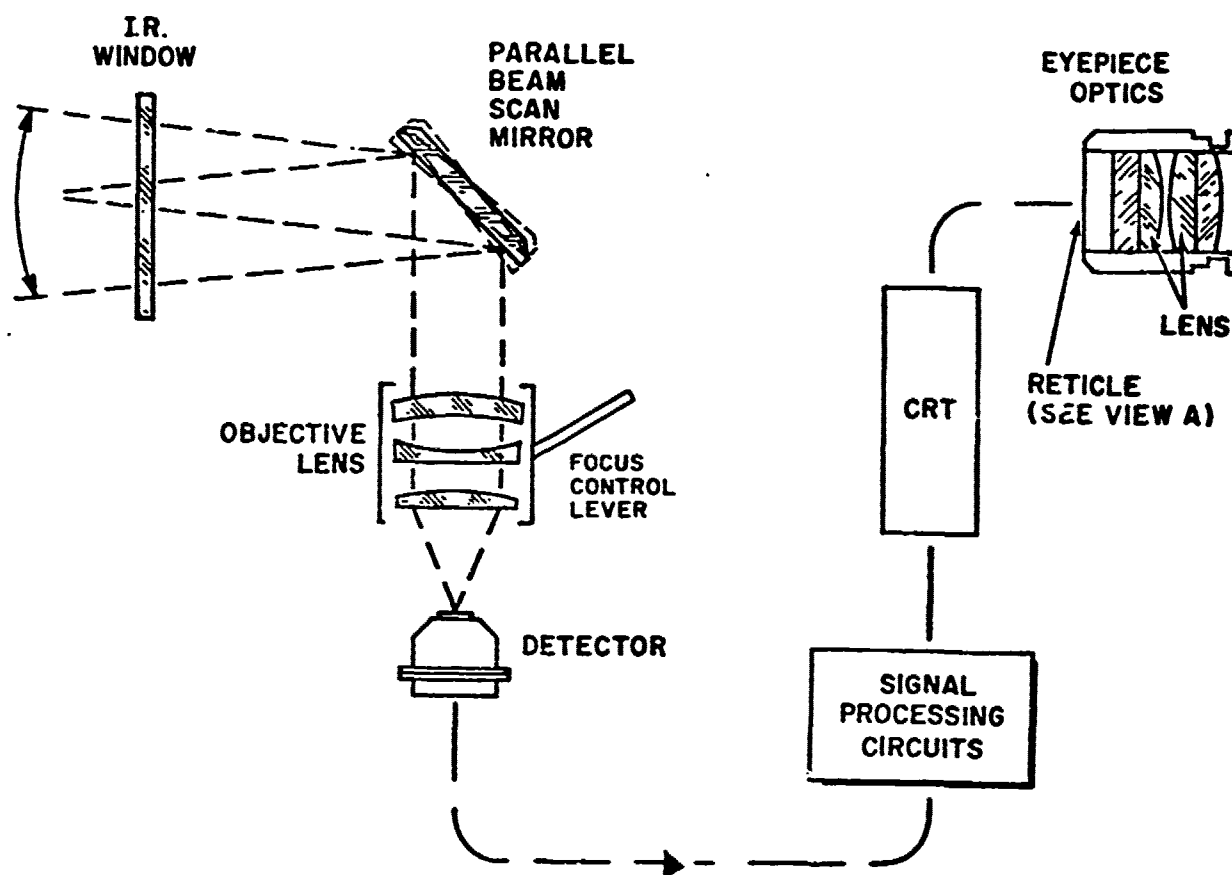 I.R.
WINDOW
PARALLEL
BEAM
SCAN
MIRROR
EYEPIECE
OPTICS
LENS
RETICLE
(SEE VIEW A)
CRT
OBJECTIVE
LENS
FOCUS
CONTROL
LEVER
DETECTOR
SIGNAL
PROCESSING
CIRCUITS